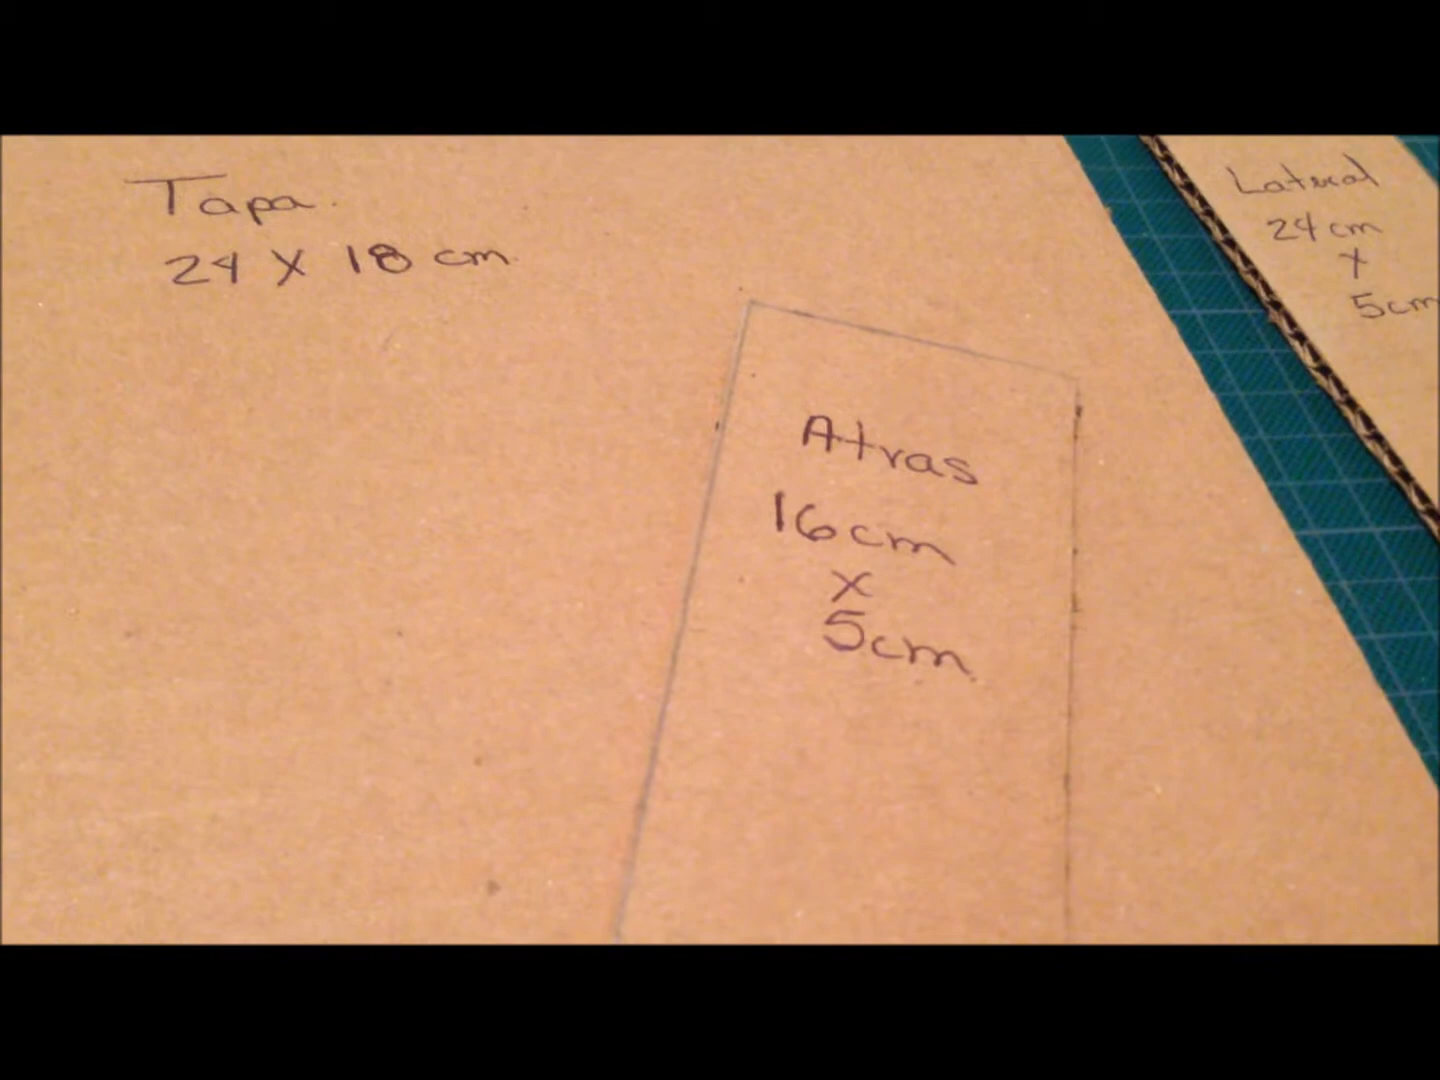 Tapa.
24 X 18 cm
Lateral
24 cm
X
5cm
Atras
16cm
X
5cm